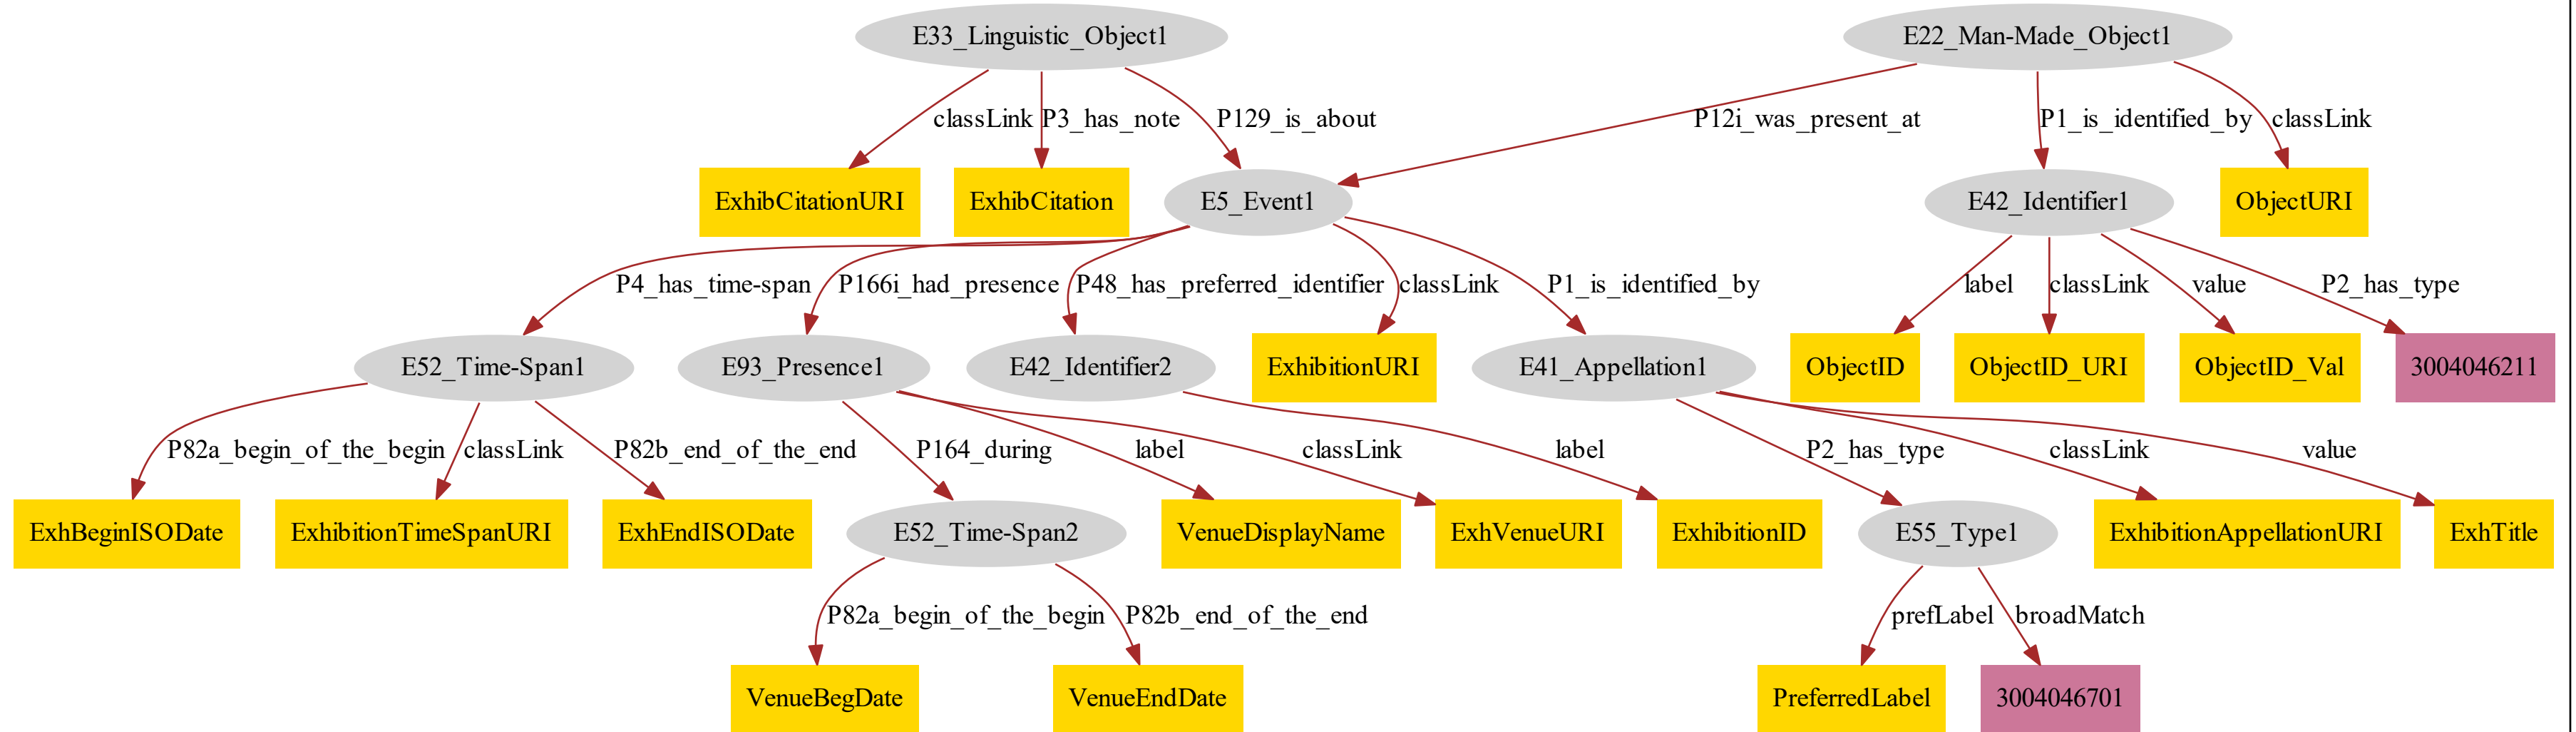 E33_Linguistic_Object1 E22_Man-Made_Object1
classLink P3_has_note P129_is_about P12i_was_present_at P1_is_identified_by classLink
ExhibCitationURI ExhibCitation E5_Event1 E42_Identifier1 ObjectURI
P4_has_time-span P166i_had_presence P48_has_preferred_identifier classLink P1_is_identified_by label classLink value P2_has_type
E52_Time-Span1 E93_Presence1 E42_Identifier2 ExhibitionURI E41_Appellation1 ObjectID ObjectID_URI ObjectID_Val 3004046211
P82a_begin_of_the_begin classLink P82b_end_of_the_end P164_during label classLink label P2_has_type classLink value
ExhBeginISODate ExhibitionTimeSpanURI ExhEndISODate E52_Time-Span2 VenueDisplayName ExhVenueURI ExhibitionID E55_Type1 ExhibitionAppellationURI ExhTitle
P82a_begin_of_the_begin P82b_end_of_the_end prefLabel broadMatch
VenueBegDate VenueEndDate PreferredLabel 3004046701